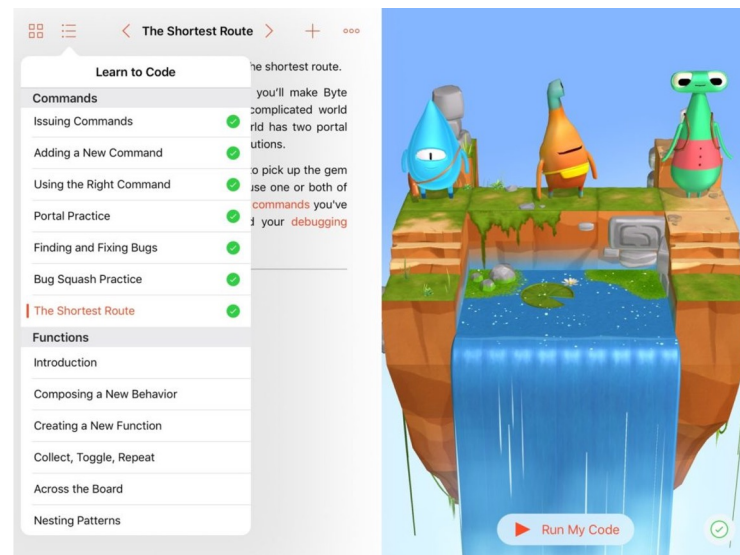 The Shortest Route
Learn to Code
Commands
Issuing Commands
Adding a New Command
Using the Right Command
Portal Practice
Finding and Fixing Bugs
Bug Squash Practice
The Shortest Route
Functions
Introduction
Composing a New Behavior
Creating a New Function
Collect, Toggle, Repeat
Across the Board
Nesting Patterns
the shortest route.
you'll make Byte
complicated world
has two portal
to pick up the gem
use one or both of
commands you've
your debugging
Run My Code